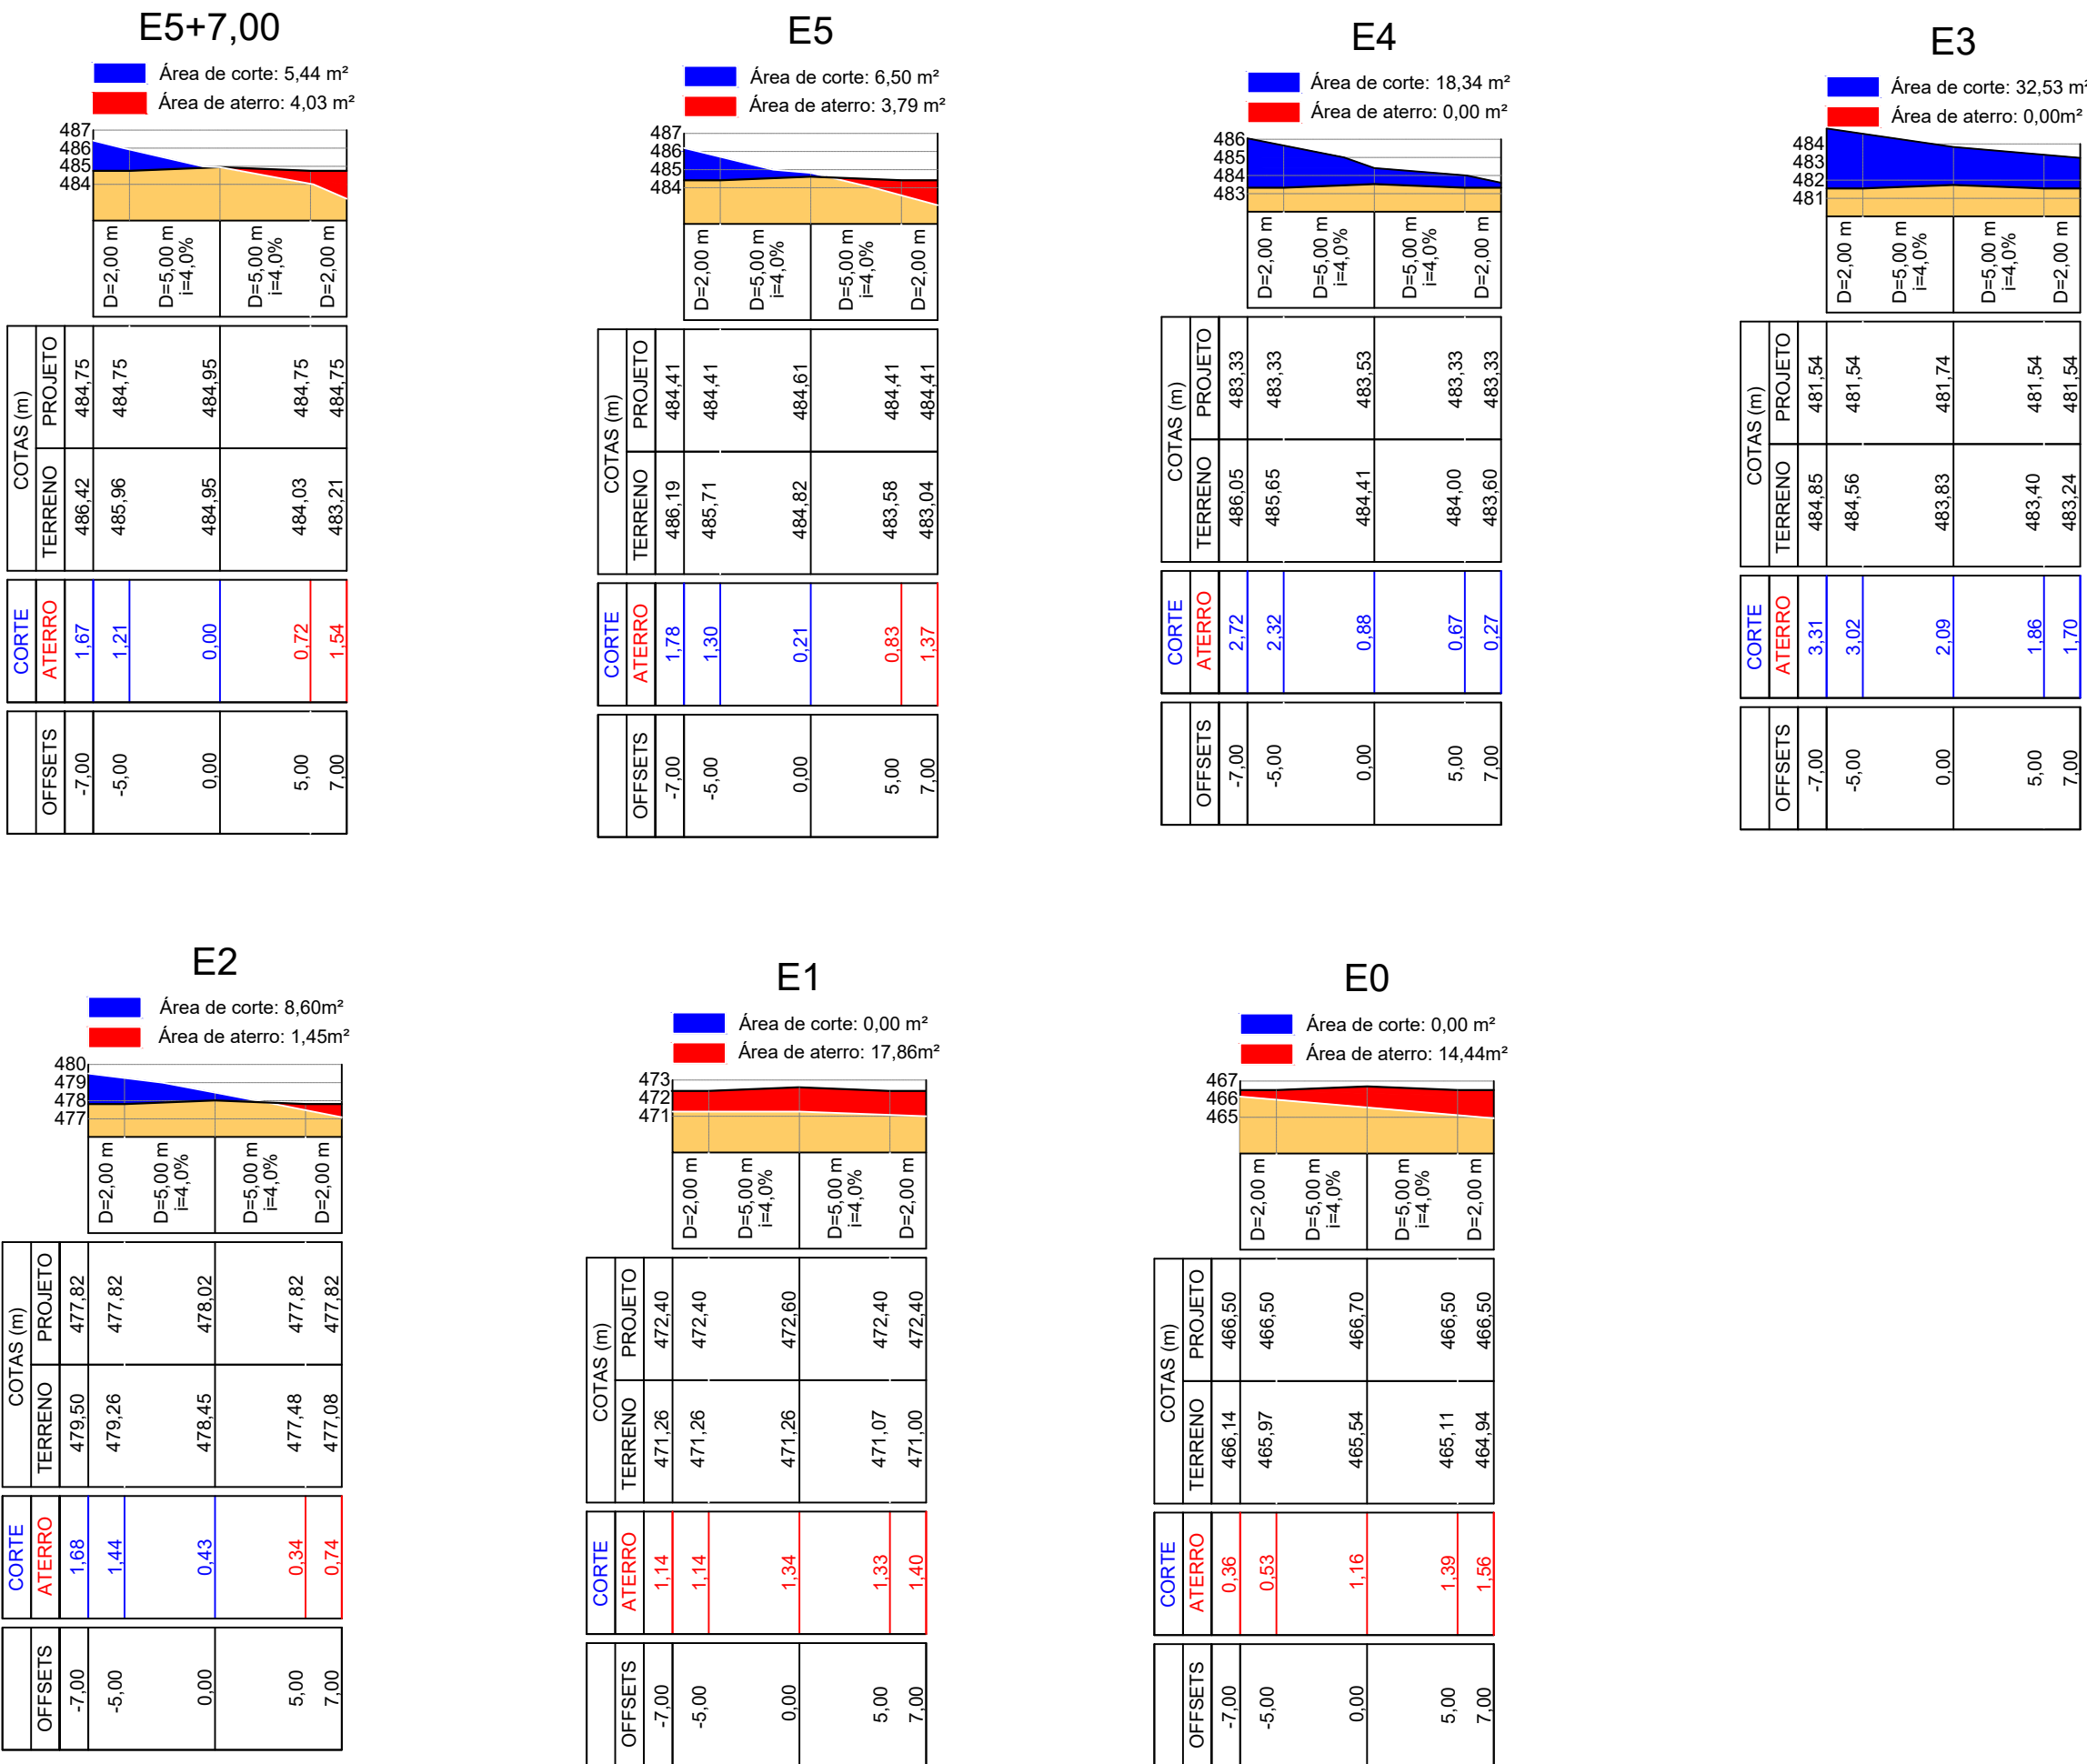 E5+7,00
Área de corte: 5,44 m²
Área de aterro: 4,03 m²
487
486
485
484
D=2,00 m
D=5,00 m
i=4,0%
D=5,00 m
i=4,0%
D=2,00 m
COTAS (m)
PROJETO
484,75
484,75
484,95
484,75
484,75
TERRENO
486,42
485,96
484,95
484,03
483,21
CORTE
ATERRO
1,67
1,21
0,00
0,72
1,54
OFFSETS
-7,00
-5,00
0,00
5,00
7,00
E5
Área de corte: 6,50 m²
Área de aterro: 3,79 m²
487
486
485
484
D=2,00 m
D=5,00 m
i=4,0%
D=5,00 m
i=4,0%
D=2,00 m
COTAS (m)
PROJETO
484,41
484,41
484,61
484,41
484,41
TERRENO
486,19
485,71
484,82
483,58
483,04
CORTE
ATERRO
1,78
1,30
0,21
0,83
1,37
OFFSETS
-7,00
-5,00
0,00
5,00
7,00
E4
Área de corte: 18,34 m²
Área de aterro: 0,00 m²
486
485
484
483
D=2,00 m
D=5,00 m
i=4,0%
D=5,00 m
i=4,0%
D=2,00 m
COTAS (m)
PROJETO
483,33
483,33
483,53
483,33
483,33
TERRENO
486,05
485,65
484,41
484,00
483,60
CORTE
ATERRO
2,72
2,32
0,88
0,67
0,27
OFFSETS
-7,00
-5,00
0,00
5,00
7,00
E3
Área de corte: 32,53 m²
Área de aterro: 0,00m²
484
483
482
481
D=2,00 m
D=5,00 m
i=4,0%
D=5,00 m
i=4,0%
D=2,00 m
COTAS (m)
PROJETO
481,54
481,54
481,74
481,54
481,54
TERRENO
484,85
484,56
483,83
483,40
483,24
CORTE
ATERRO
3,31
3,02
2,09
1,86
1,70
OFFSETS
-7,00
-5,00
0,00
5,00
7,00
E2
Área de corte: 8,60m²
Área de aterro: 1,45m²
480
479
478
477
D=2,00 m
D=5,00 m
i=4,0%
D=5,00 m
i=4,0%
D=2,00 m
COTAS (m)
PROJETO
477,82
477,82
478,02
477,82
477,82
TERRENO
479,50
479,26
478,45
477,48
477,08
CORTE
ATERRO
1,68
1,44
0,43
0,34
0,74
OFFSETS
-7,00
-5,00
0,00
5,00
7,00
E1
Área de corte: 0,00 m²
Área de aterro: 17,86m²
473
472
471
D=2,00 m
D=5,00 m
i=4,0%
D=5,00 m
i=4,0%
D=2,00 m
COTAS (m)
PROJETO
472,40
472,40
472,60
472,40
472,40
TERRENO
471,26
471,26
471,26
471,07
471,00
CORTE
ATERRO
1,14
1,14
1,34
1,33
1,40
OFFSETS
-7,00
-5,00
0,00
5,00
7,00
E0
Área de corte: 0,00 m²
Área de aterro: 14,44m²
467
466
465
D=2,00 m
D=5,00 m
i=4,0%
D=5,00 m
i=4,0%
D=2,00 m
COTAS (m)
PROJETO
466,50
466,50
466,70
466,50
466,50
TERRENO
466,14
465,97
465,54
465,11
464,94
CORTE
ATERRO
0,36
0,53
1,16
1,39
1,56
OFFSETS
-7,00
-5,00
0,00
5,00
7,00